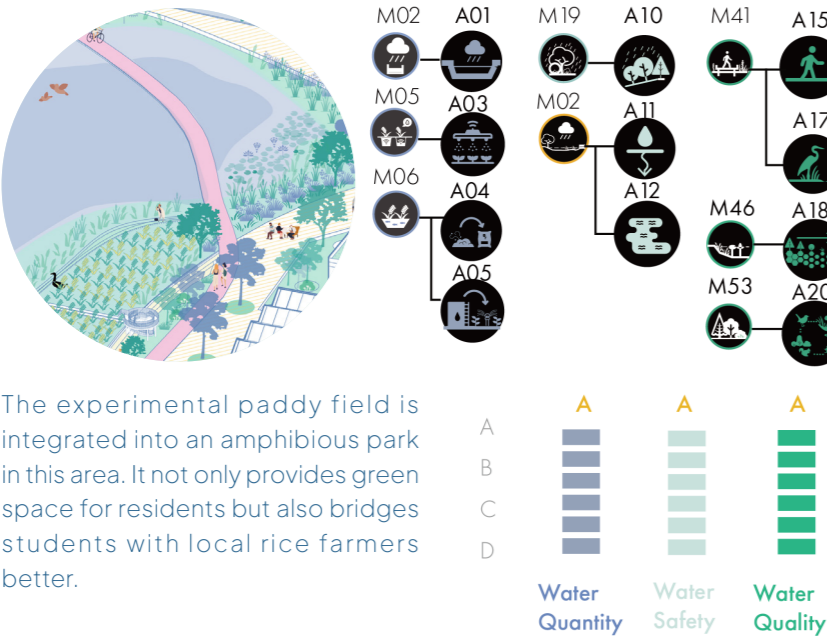 M02 A01
M05 A03
M06 A04
A05
M19 A10
M02 A11
A12
M41 A15
A17
M46 A18
M53 A20
The experimental paddy field is
integrated into an amphibious park
in this area. It not only provides green
space for residents but also bridges
students with local rice farmers
better.
A
B
C
D
A A A
Water Quantity
Water Safety
Water Quality